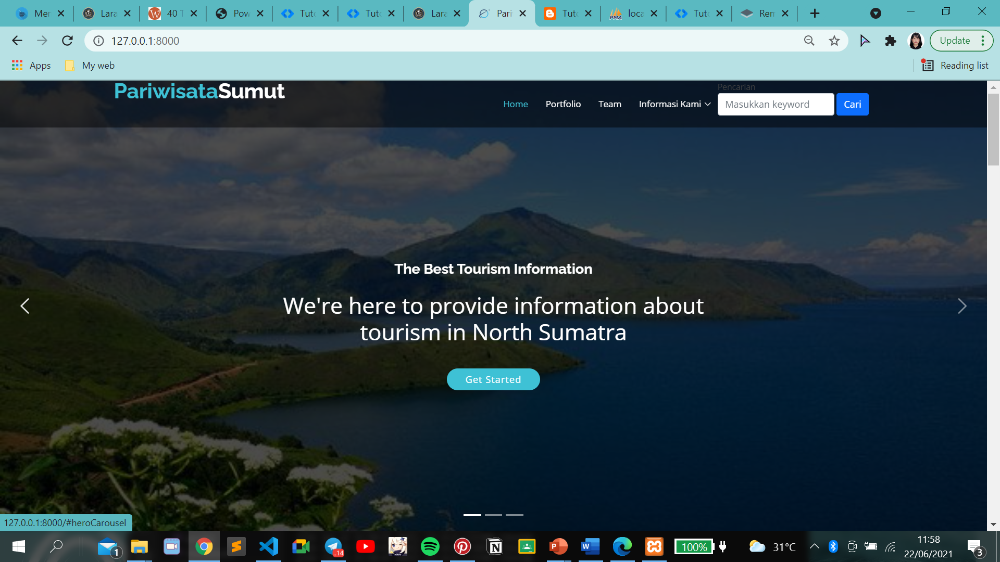 Mer
Lara
40 T
Pow
Tuto
Tuto
Lara
Pari
Tuto
PMA
loca
Tuto
Rem
127.0.0.1:8000
Update
Apps
My web
Reading list
PariwisataSumut
Pencarian
Home
Portfolio
Team
Informasi Kami
Masukkan keyword
Cari
The Best Tourism Information
We're here to provide information about
tourism in North Sumatra
Get Started
127.0.0.1:8000/#heroCarousel
1
..14
100%
31°C
11:58
22/06/2021
3